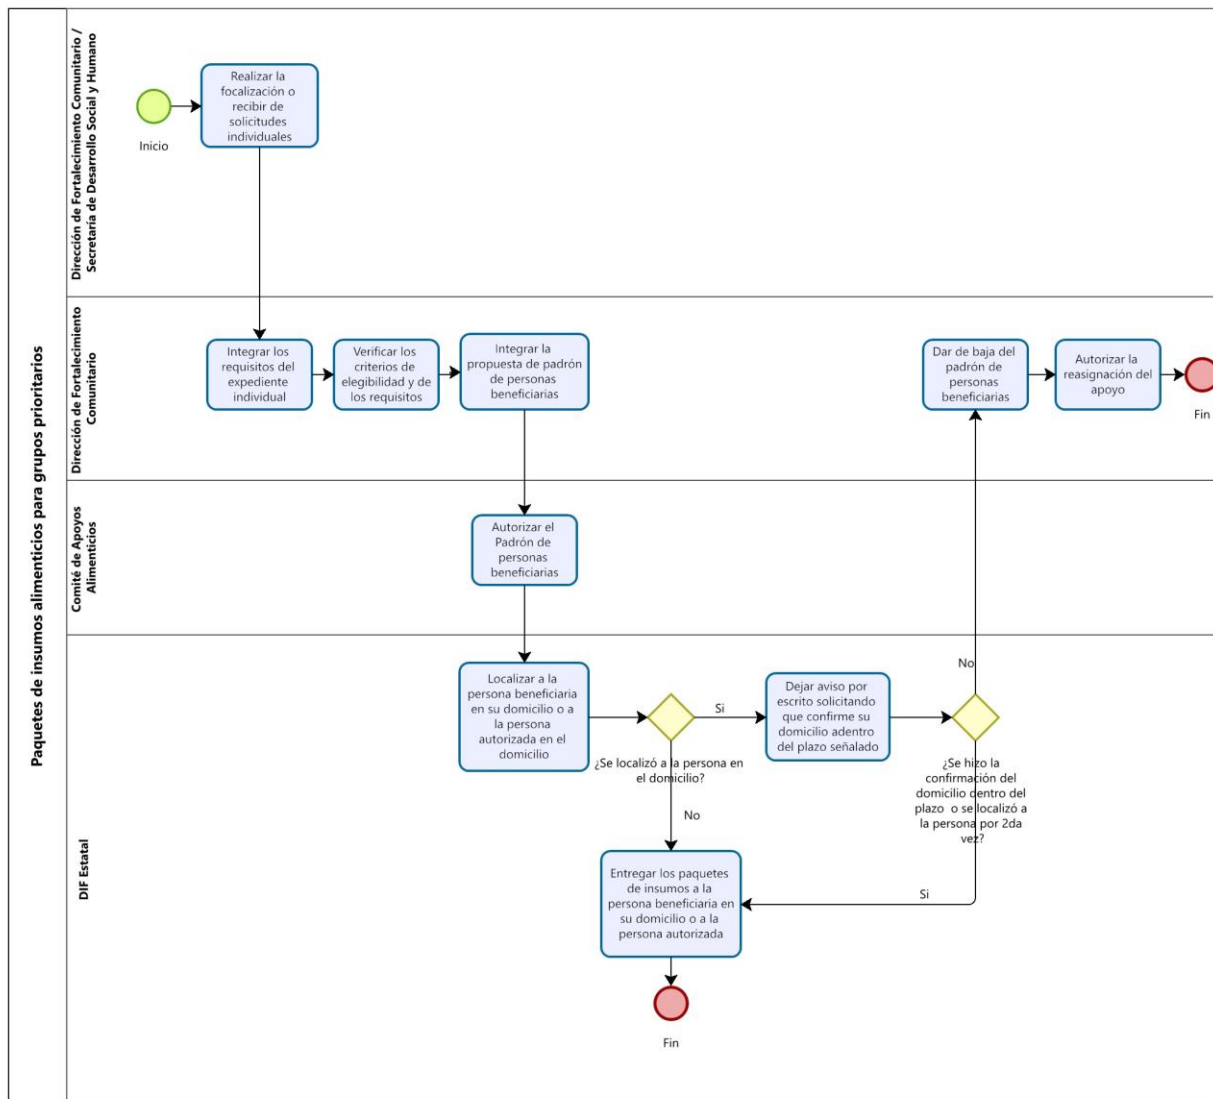 Paquetes de insumos alimenticios para grupos prioritarios
Dirección de Fortalecimiento Comunitario /
Secretaría de Desarrollo Social y Humano
Inicio
Realizar la
focalización o
recibir de
solicitudes
individuales
Dirección de Fortalecimiento
Comunitario
Integrar los
requisitos del
expediente
individual
Verificar los
criterios de
elegibilidad y de
los requisitos
Integrar la
propuesta de padrón
de personas
beneficiarias
Dar de baja del
padrón de
personas
beneficiarias
Autorizar la
reasignación del
apoyo
Fin
Comité de Apoyos
Alimenticios
Autorizar el
Padrón de
personas
beneficiarias
DIF Estatal
Localizar a la
persona beneficiaria
en su domicilio o a
la persona
autorizada en el
domicilio
¿Se localizó a la persona en
el domicilio?
Si
No
Dejar aviso por
escrito solicitando
que confirme su
domicilio adentro
del plazo señalado
No
¿Se hizo la
confirmación del
domicilio dentro del
plazo o se localizó a
la persona por 2da
vez?
Si
Entregar los paquetes
de insumos a la
persona beneficiaria en
su domicilio o a la
persona autorizada
Fin